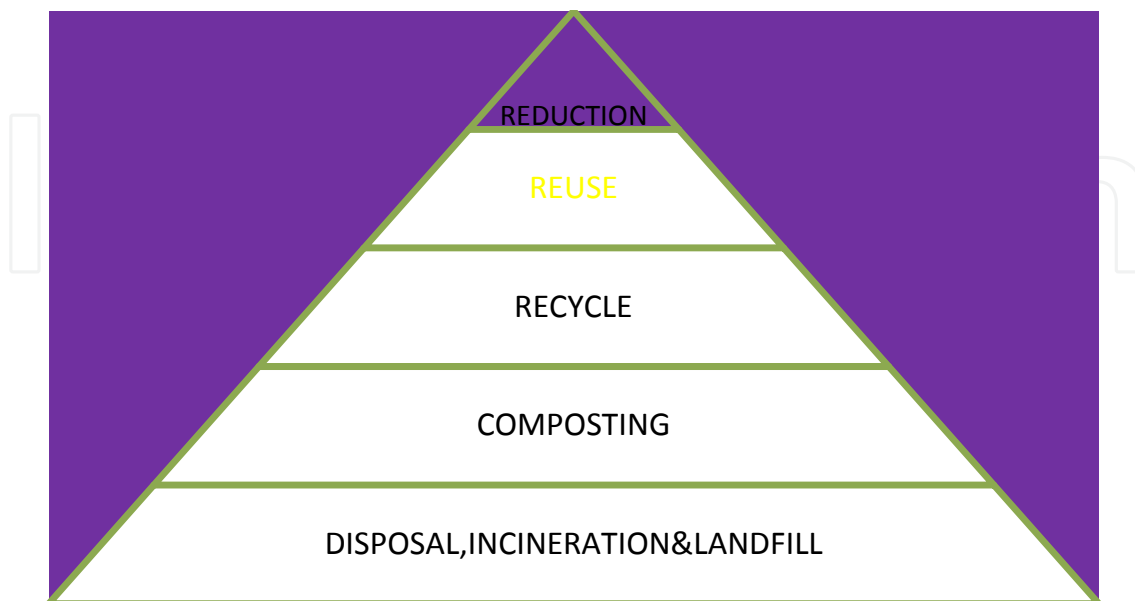 REDUCTION
REUSE
RECYCLE
COMPOSTING
DISPOSAL,INCINERATION&LANDFILL